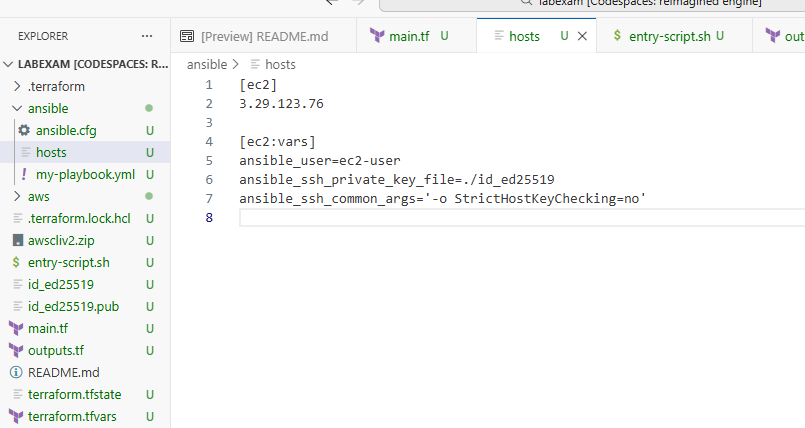 labexam [Codespaces: reimagined engine]
EXPLORER ...
[Preview] README.md
main.tf U
hosts U
entry-script.sh U
out
LABEXAM [CODESPACES: R...
ansible > hosts
.terraform
ansible
ansible.cfg U
hosts U
my-playbook.yml U
aws
.terraform.lock.hcl U
awscliv2.zip U
entry-script.sh U
id_ed25519 U
id_ed25519.pub U
main.tf U
outputs.tf U
README.md
terraform.tfstate U
terraform.tfvars U
1 [ec2]
2 3.29.123.76
3
4 [ec2:vars]
5 ansible_user=ec2-user
6 ansible_ssh_private_key_file=./id_ed25519
7 ansible_ssh_common_args='-o StrictHostKeyChecking=no'
8